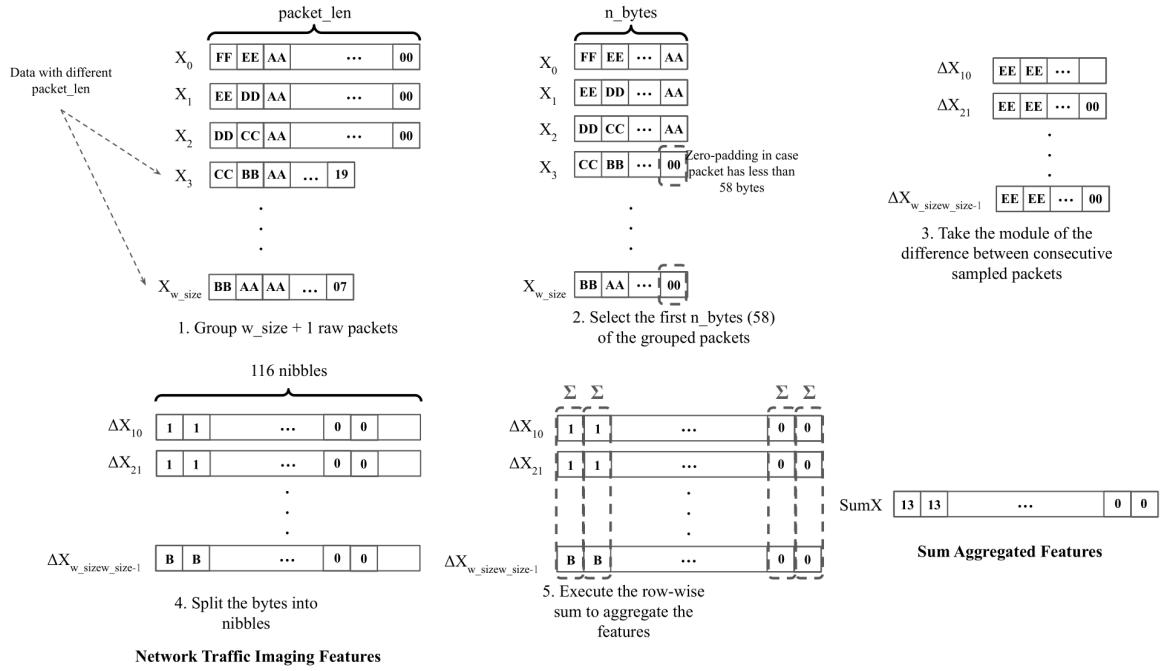 packet_len
X0 FF EE AA ... 00
X1 EE DD AA ... 00
X2 DD CC AA ... 00
X3 CC BB AA ... 19
Data with different
packet_len
Xw_size BB AA AA ... 07
1. Group w_size + 1 raw packets
n_bytes
X0 FF EE ... AA
X1 EE DD ... AA
X2 DD CC ... AA
X3 CC BB ... 00
Zero-padding in case
packet has less than
58 bytes
Xw_size BB AA ... 00
2. Select the first n_bytes (58)
of the grouped packets
ΔX10 EE EE ...
ΔX21 EE EE ... 00
ΔXw_sizew_size-1 EE EE ... 00
3. Take the module of the
difference between consecutive
sampled packets
116 nibbles
ΔX10 1 1 ... 0 0
ΔX21 1 1 ... 0 0
ΔXw_sizew_size-1 B B ... 0 0
4. Split the bytes into
nibbles
Network Traffic Imaging Features
Σ Σ Σ Σ
ΔX10 1 1 ... 0 0
ΔX21 1 1 ... 0 0
ΔXw_sizew_size-1 B B ... 0 0
5. Execute the row-wise
sum to aggregate the
features
SumX 13 13 ... 0 0
Sum Aggregated Features